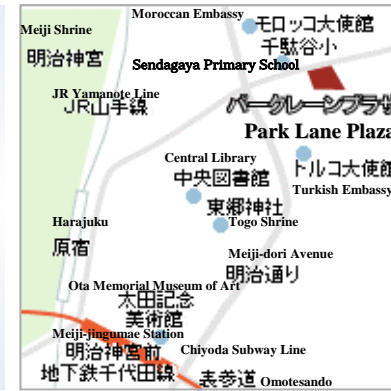 Moroccan Embassy
モロッコ大使館
Meiji Shrine
明治神宮
千駄谷小
Sendagaya Primary School
JR Yamanote Line
JR山手線
パークレーンプラザ
Park Lane Plaza
Central Library
中央図書館
トルコ大使館
Turkish Embassy
東郷神社
Togo Shrine
Harajuku
原宿
Meiji-dori Avenue
明治通り
Ota Memorial Museum of Art
太田記念
美術館
Meiji-jingumae Station
明治神宮前
Chiyoda Subway Line
地下鉄千代田線
表参道 Omotesando